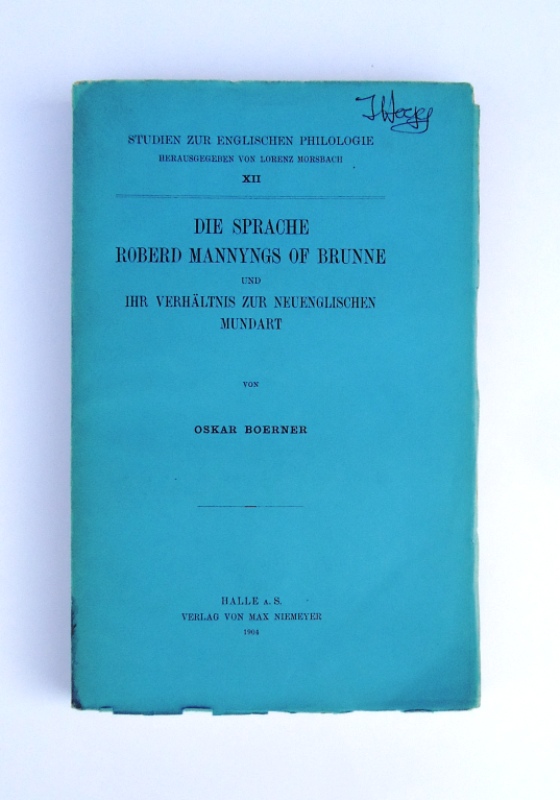 STUDIEN ZUR ENGLISCHEN PHILOLOGIE
HERAUSGEGEBEN VON LORENZ MORSBACH
XII
DIE SPRACHE
ROBERD MANNYNGS OF BRUNNE
UND
IHR VERHÄLTNIS ZUR NEUENGLISCHEN
MUNDART
VON
OSKAR BOERNER
HALLE A. S.
VERLAG VON MAX NIEMEYER
1904